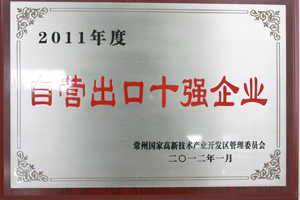 2011年度
自营出口十强企业
常州国家高新技术产业开发区管理委员会
二〇一二年一月